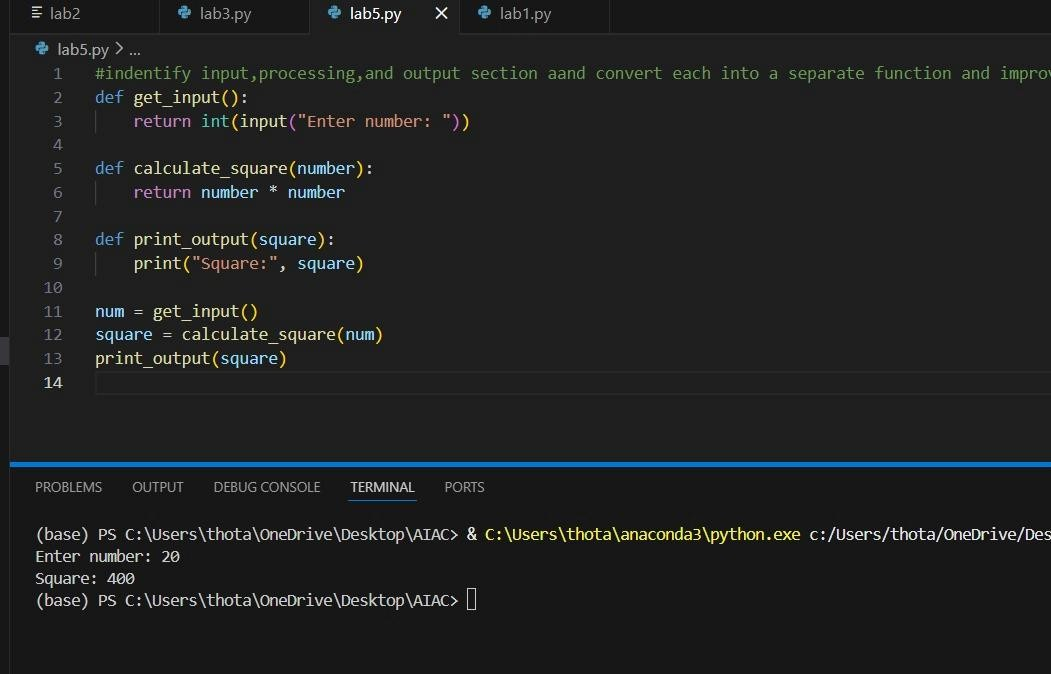 lab2 lab3.py lab5.py lab1.py
lab5.py > ...
1 #indentify input,processing,and output section aand convert each into a separate function and
2 def get_input():
3 return int(input("Enter number: "))
4
5 def calculate_square(number):
6 return number * number
7
8 def print_output(square):
9 print("Square:", square)
10
11 num = get_input()
12 square = calculate_square(num)
13 print_output(square)
14
PROBLEMS OUTPUT DEBUG CONSOLE TERMINAL PORTS
(base) PS C:\Users\thota\OneDrive\Desktop\AIAC> & C:\Users\thota\anaconda3\python.exe c:/Users/thota/OneDrive/Des
Enter number: 20
Square: 400
(base) PS C:\Users\thota\OneDrive\Desktop\AIAC>